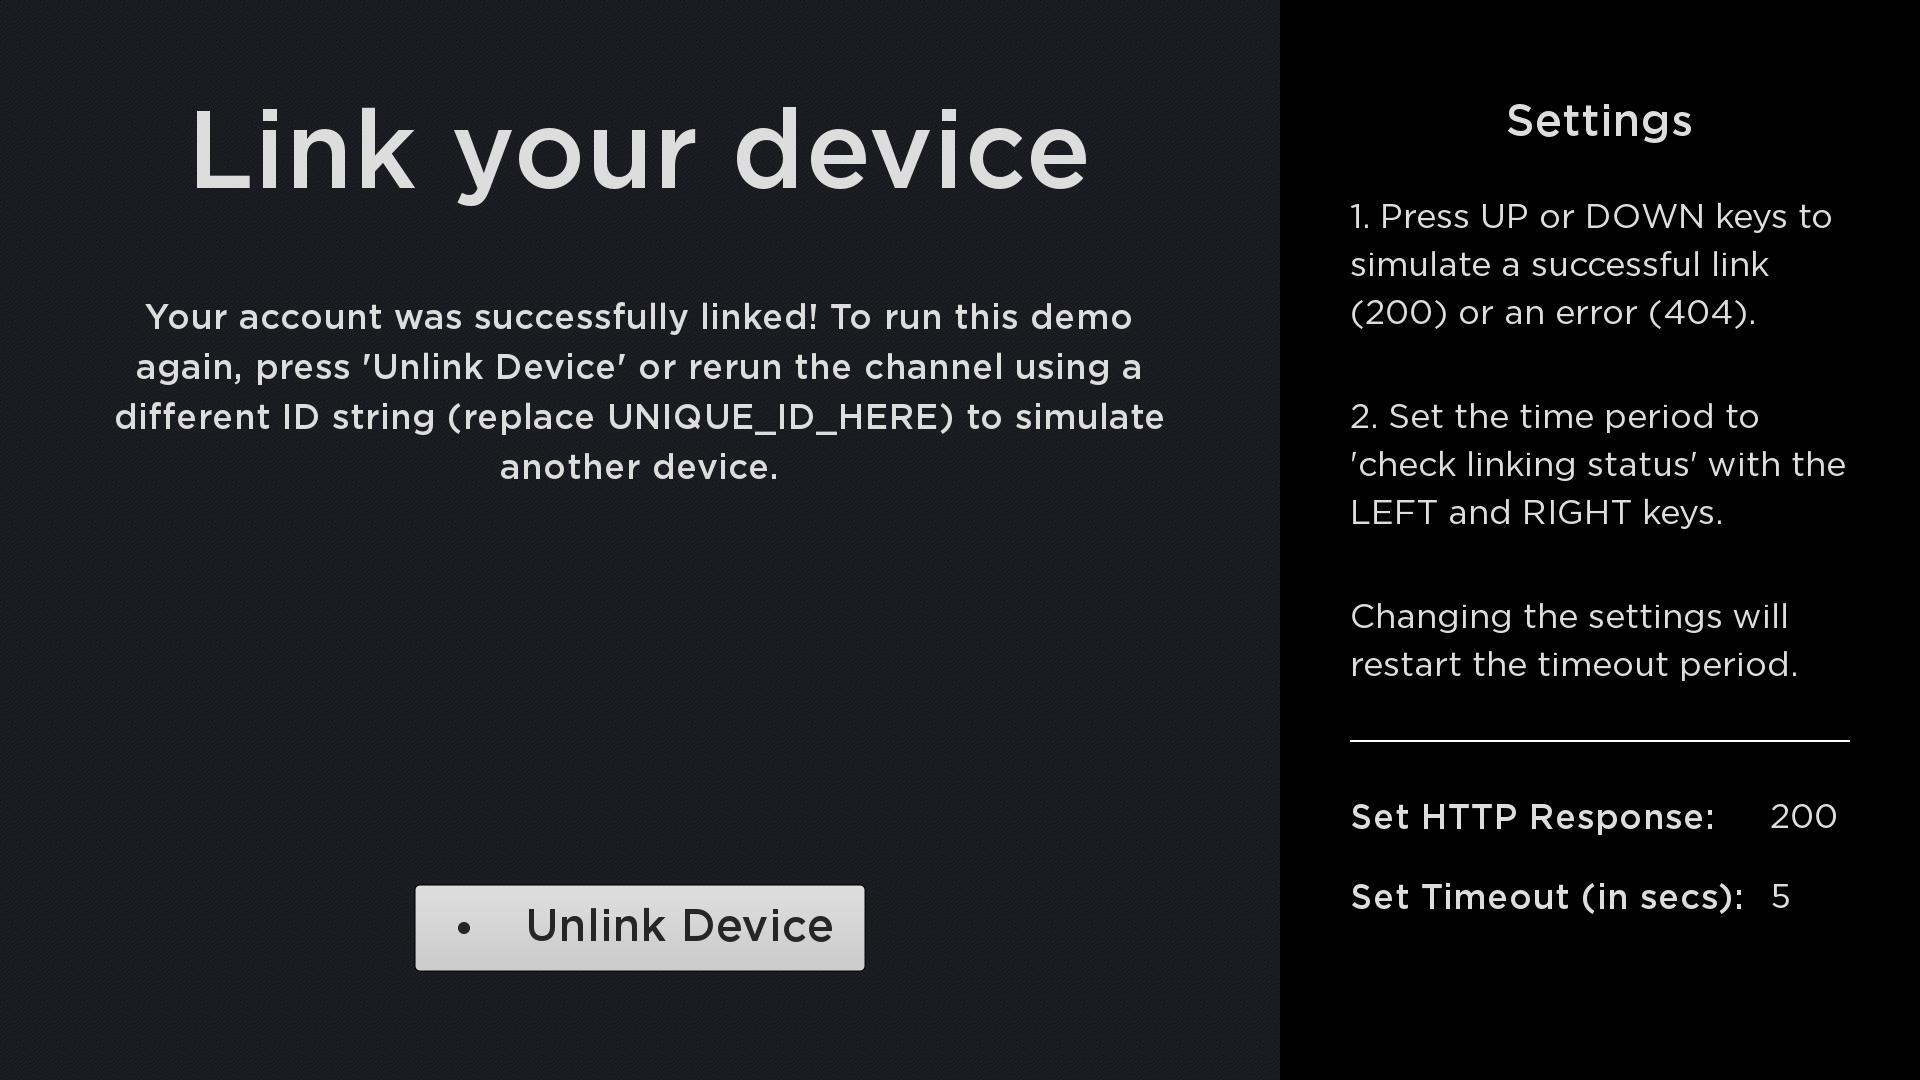 Link your device
Your account was successfully linked! To run this demo
again, press 'Unlink Device' or rerun the channel using a
different ID string (replace UNIQUE_ID_HERE) to simulate
another device.
• Unlink Device
Settings
1. Press UP or DOWN keys to
simulate a successful link
(200) or an error (404).
2. Set the time period to
'check linking status' with the
LEFT and RIGHT keys.
Changing the settings will
restart the timeout period.
Set HTTP Response: 200
Set Timeout (in secs): 5